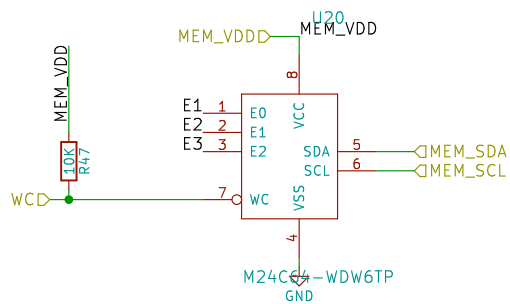 U20
MEM_VDD
MEM_VDD
MEM_VDD
8
VCC
E1
1
E0
E2
2
E1
E3
3
E2
SDA
5
MEM_SDA
SCL
6
MEM_SCL
10K
R47
WC
7
WC
VSS
4
M24C64-WDW6TP
GND